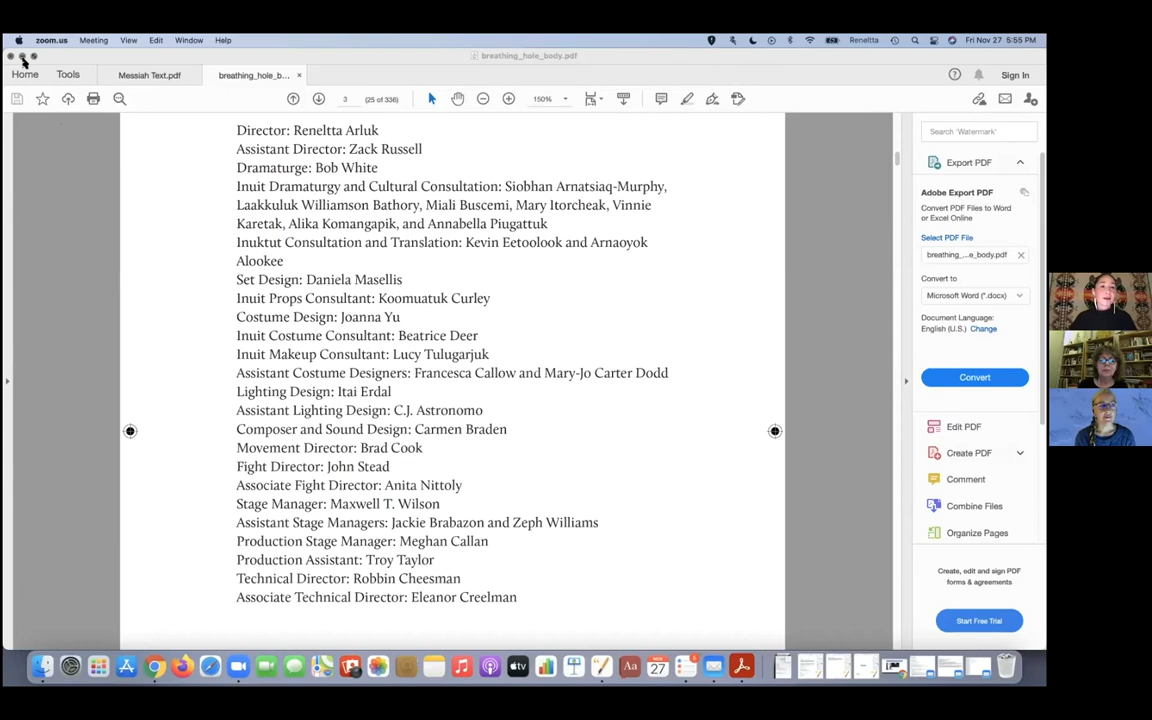 zoom.us Meeting View Edit Window Help Reneltta Fri Nov 27 5:55 PM
breathing_hole_body.pdf
Home Tools Messiah Text.pdf breathing_hole_b... × Sign In
3 (25 of 336) 150%
Director: Reneltta Arluk
Assistant Director: Zack Russell
Dramaturge: Bob White
Inuit Dramaturgy and Cultural Consultation: Siobhan Arnatsiaq-Murphy,
Laakkuluk Williamson Bathory, Miali Buscemi, Mary Itorcheak, Vinnie
Karetak, Alika Komangapik, and Annabella Piugattuk
Inuktut Consultation and Translation: Kevin Eetoolook and Arnaoyok
Alookee
Set Design: Daniela Masellis
Inuit Props Consultant: Koomuatuk Curley
Costume Design: Joanna Yu
Inuit Costume Consultant: Beatrice Deer
Inuit Makeup Consultant: Lucy Tulugarjuk
Assistant Costume Designers: Francesca Callow and Mary-Jo Carter Dodd
Lighting Design: Itai Erdal
Assistant Lighting Design: C.J. Astronomo
Composer and Sound Design: Carmen Braden
Movement Director: Brad Cook
Fight Director: John Stead
Associate Fight Director: Anita Nittoly
Stage Manager: Maxwell T. Wilson
Assistant Stage Managers: Jackie Brabazon and Zeph Williams
Production Stage Manager: Meghan Callan
Production Assistant: Troy Taylor
Technical Director: Robbin Cheesman
Associate Technical Director: Eleanor Creelman
Search 'Watermark'
Export PDF
Adobe Export PDF
Convert PDF Files to Word
or Excel Online
Select PDF File
breathing_...e_body.pdf
Convert to
Microsoft Word (*.docx)
Document Language:
English (U.S.) Change
Convert
Edit PDF
Create PDF
Comment
Combine Files
Organize Pages
Create, edit and sign PDF
forms & agreements
Start Free Trial
tv Aa NOV 27